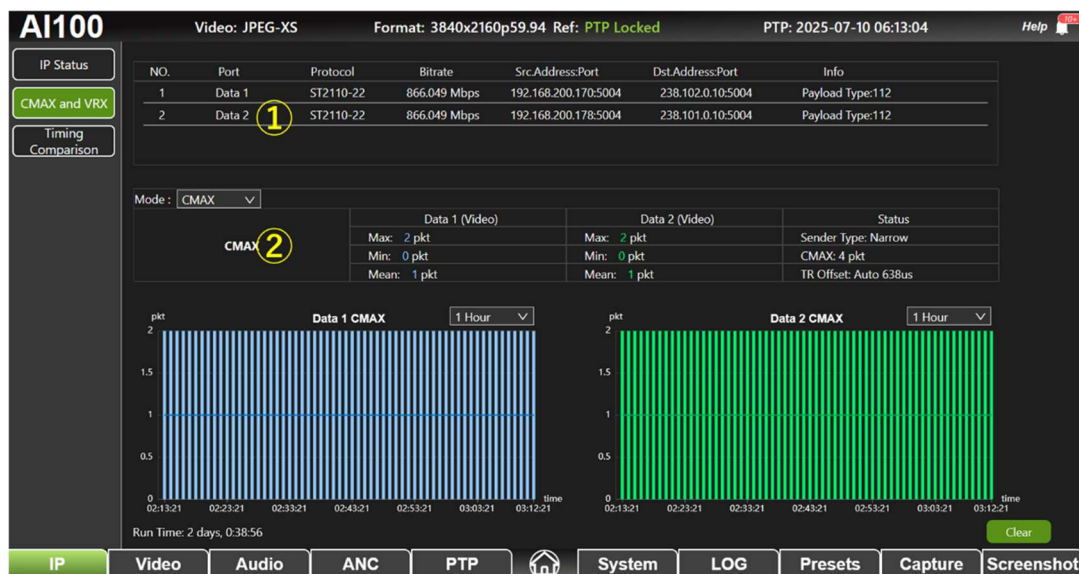 AI100 Video: JPEG-XS Format: 3840x2160p59.94 Ref: PTP Locked PTP: 2025-07-10 06:13:04 Help 10+
IP Status
CMAX and VRX
Timing
Comparison
NO. Port Protocol Bitrate Src.Address:Port Dst.Address:Port Info
1 Data 1 ST2110-22 866.049 Mbps 192.168.200.170:5004 238.102.0.10:5004 Payload Type:112
2 Data 2 ① ST2110-22 866.049 Mbps 192.168.200.178:5004 238.101.0.10:5004 Payload Type:112
Mode : CMAX
Data 1 (Video) Data 2 (Video) Status
CMAX ② Max: 2 pkt Max: 2 pkt Sender Type: Narrow
Min: 0 pkt Min: 0 pkt CMAX: 4 pkt
Mean: 1 pkt Mean: 1 pkt TR Offset: Auto 638us
pkt Data 1 CMAX 1 Hour
2
1.5
1
0.5
0
02:13:21 02:23:21 02:33:21 02:43:21 02:53:21 03:03:21 03:12:21 time
pkt Data 2 CMAX 1 Hour
2
1.5
1
0.5
0
02:13:21 02:23:21 02:33:21 02:43:21 02:53:21 03:03:21 03:12:21 time
Run Time: 2 days, 0:38:56 Clear
IP Video Audio ANC PTP System LOG Presets Capture Screenshot